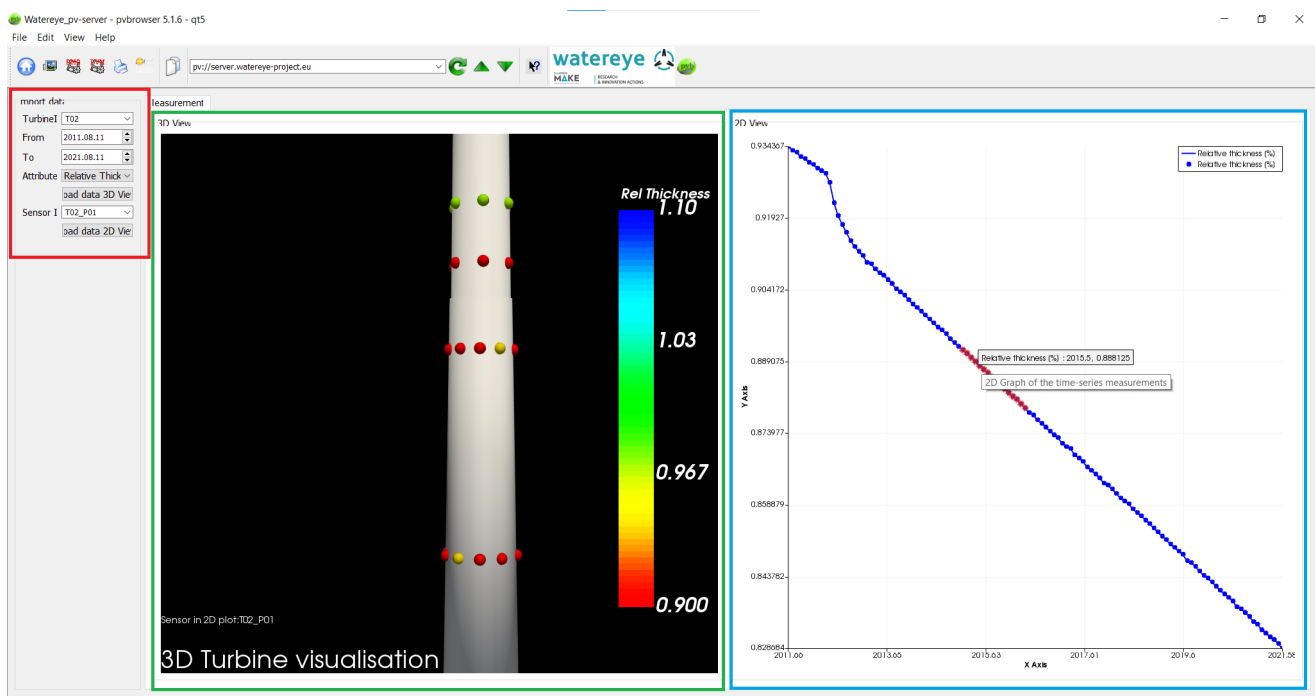 Watereye_pv-server - pvbrowser 5.1.6 - qt5
File Edit View Help
pv://server.watereye-project.eu
watereye
MAKE
RESEARCH
& INNOVATION ACTIONS
pvb
mport data
TurbineI T02
From 2011.08.11
To 2021.08.11
Attribute Relative Thick
oad data 3D Vie
Sensor I T02_P01
oad data 2D Vie
leasurement
3D View
Rel Thickness
1.10
1.03
0.967
0.900
Sensor in 2D plot:T02_P01
3D Turbine visualisation
2D View
Relative thickness (%)
Relative thickness (%)
0.934367
0.91927
0.904172
0.889075
0.873977
0.858879
0.843782
0.828684
Y Axis
Relative thickness (%) : 2015.5, 0.888125
2D Graph of the time-series measurements
2011.66 2013.65 2015.63 2017.61 2019.6 2021.58
X Axis